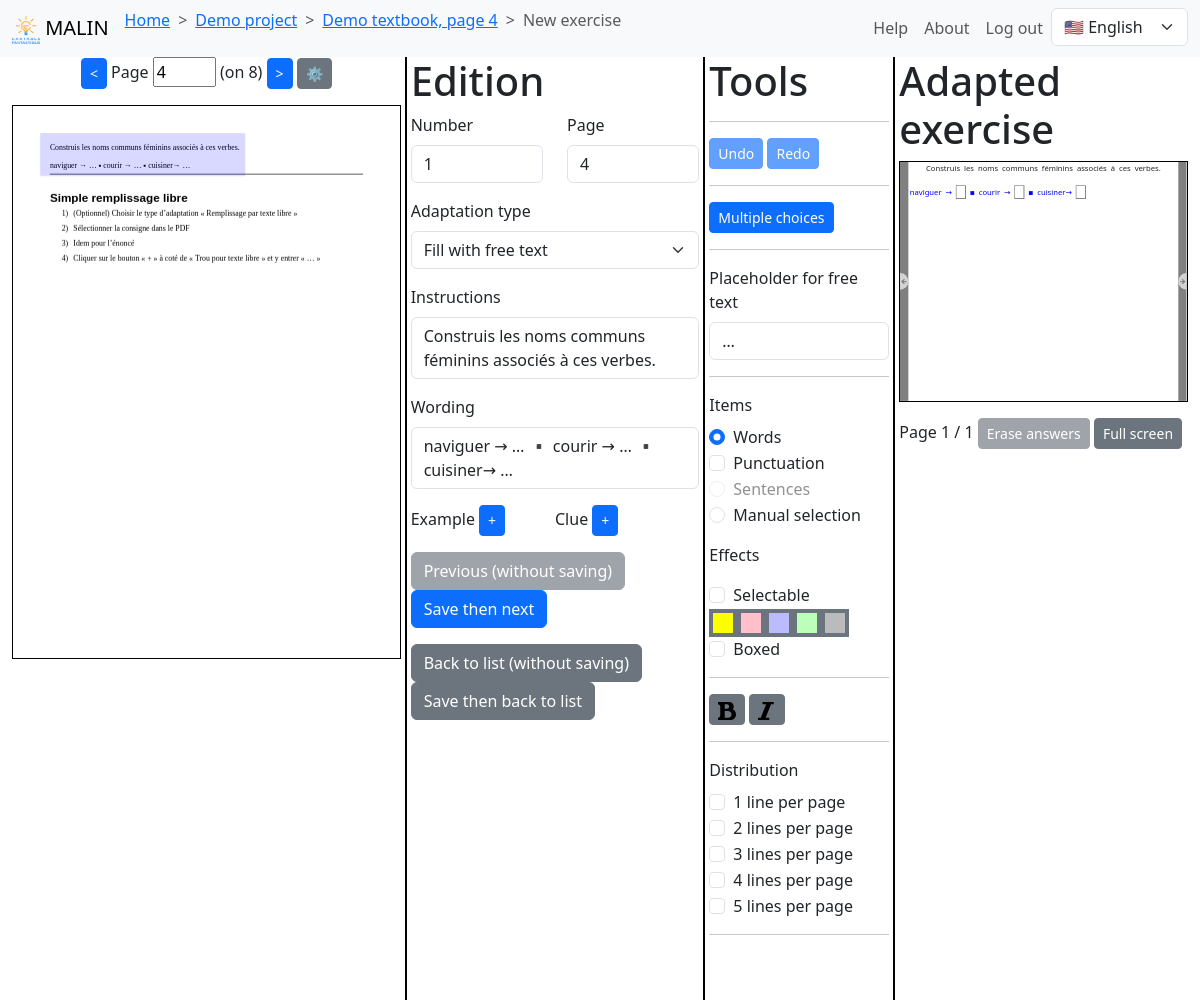 MALIN
Home > Demo project > Demo textbook, page 4 > New exercise
Help About Log out 🇺🇸 English
< Page 4 (on 8) > ⚙️
Construis les noms communs féminins associés à ces verbes.
naviguer → … ▪ courir → … ▪ cuisiner→ …
Simple remplissage libre
1) (Optionnel) Choisir le type d’adaptation « Remplissage par texte libre »
2) Sélectionner la consigne dans le PDF
3) Idem pour l’énoncé
4) Cliquer sur le bouton « + » à coté de « Trou pour texte libre » et y entrer « … »
Edition
Number Page
1 4
Adaptation type
Fill with free text
Instructions
Construis les noms communs
féminins associés à ces verbes.
Wording
naviguer → … ▪ courir → … ▪
cuisiner→ …
Example + Clue +
Previous (without saving)
Save then next
Back to list (without saving)
Save then back to list
Tools
Undo Redo
Multiple choices
Placeholder for free
text
…
Items
Words
Punctuation
Sentences
Manual selection
Effects
Selectable
Boxed
B I
Distribution
1 line per page
2 lines per page
3 lines per page
4 lines per page
5 lines per page
Adapted
exercise
Construis les noms communs féminins associés à ces verbes.
naviguer → ▪ courir → ▪ cuisiner→
Page 1 / 1 Erase answers Full screen